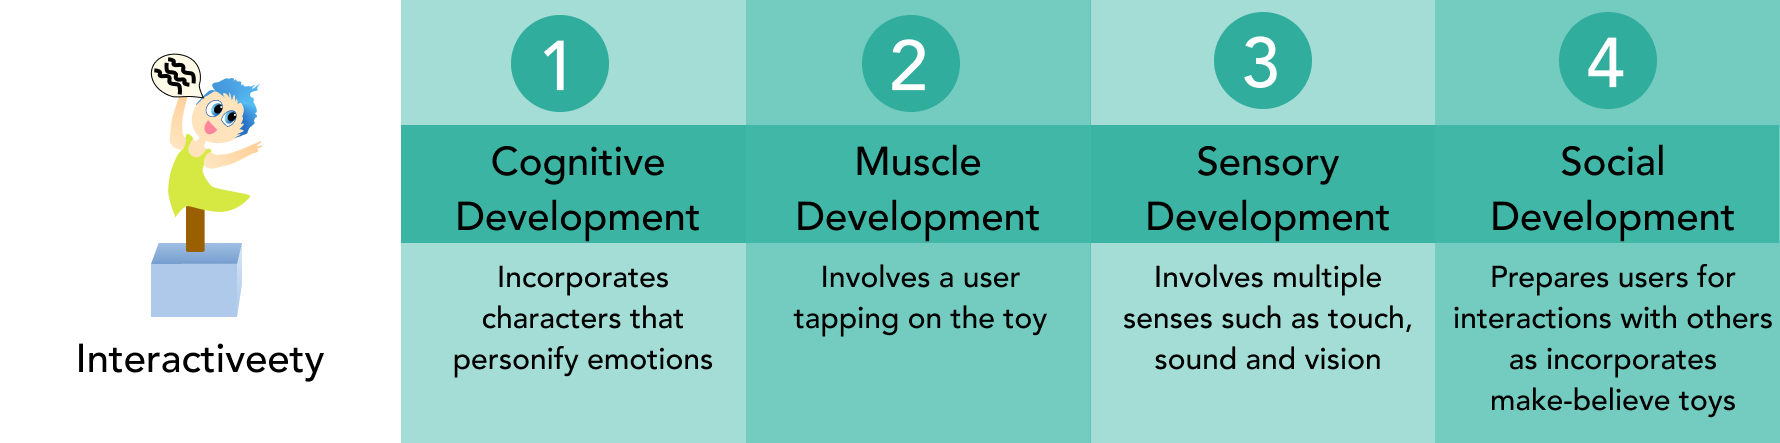 Interactiveety
1
Cognitive
Development
Incorporates
characters that
personify emotions
2
Muscle
Development
Involves a user
tapping on the toy
3
Sensory
Development
Involves multiple
senses such as touch,
sound and vision
4
Social
Development
Prepares users for
interactions with others
as incorporates
make-believe toys